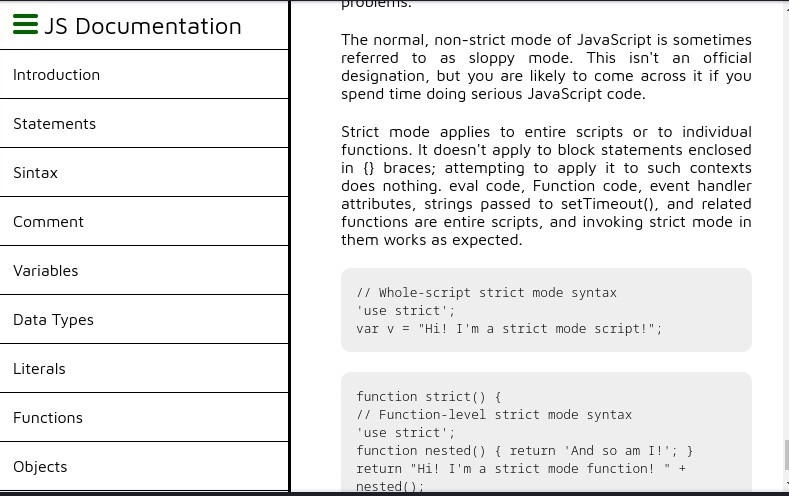 JS Documentation
Introduction
Statements
Sintax
Comment
Variables
Data Types
Literals
Functions
Objects
problems.
The normal, non-strict mode of JavaScript is sometimes
referred to as sloppy mode. This isn't an official
designation, but you are likely to come across it if you
spend time doing serious JavaScript code.
Strict mode applies to entire scripts or to individual
functions. It doesn't apply to block statements enclosed
in {} braces; attempting to apply it to such contexts
does nothing. eval code, Function code, event handler
attributes, strings passed to setTimeout(), and related
functions are entire scripts, and invoking strict mode in
them works as expected.
// Whole-script strict mode syntax
'use strict';
var v = "Hi! I'm a strict mode script!";
function strict() {
// Function-level strict mode syntax
'use strict';
function nested() { return 'And so am I!'; }
return "Hi! I'm a strict mode function! " +
nested();